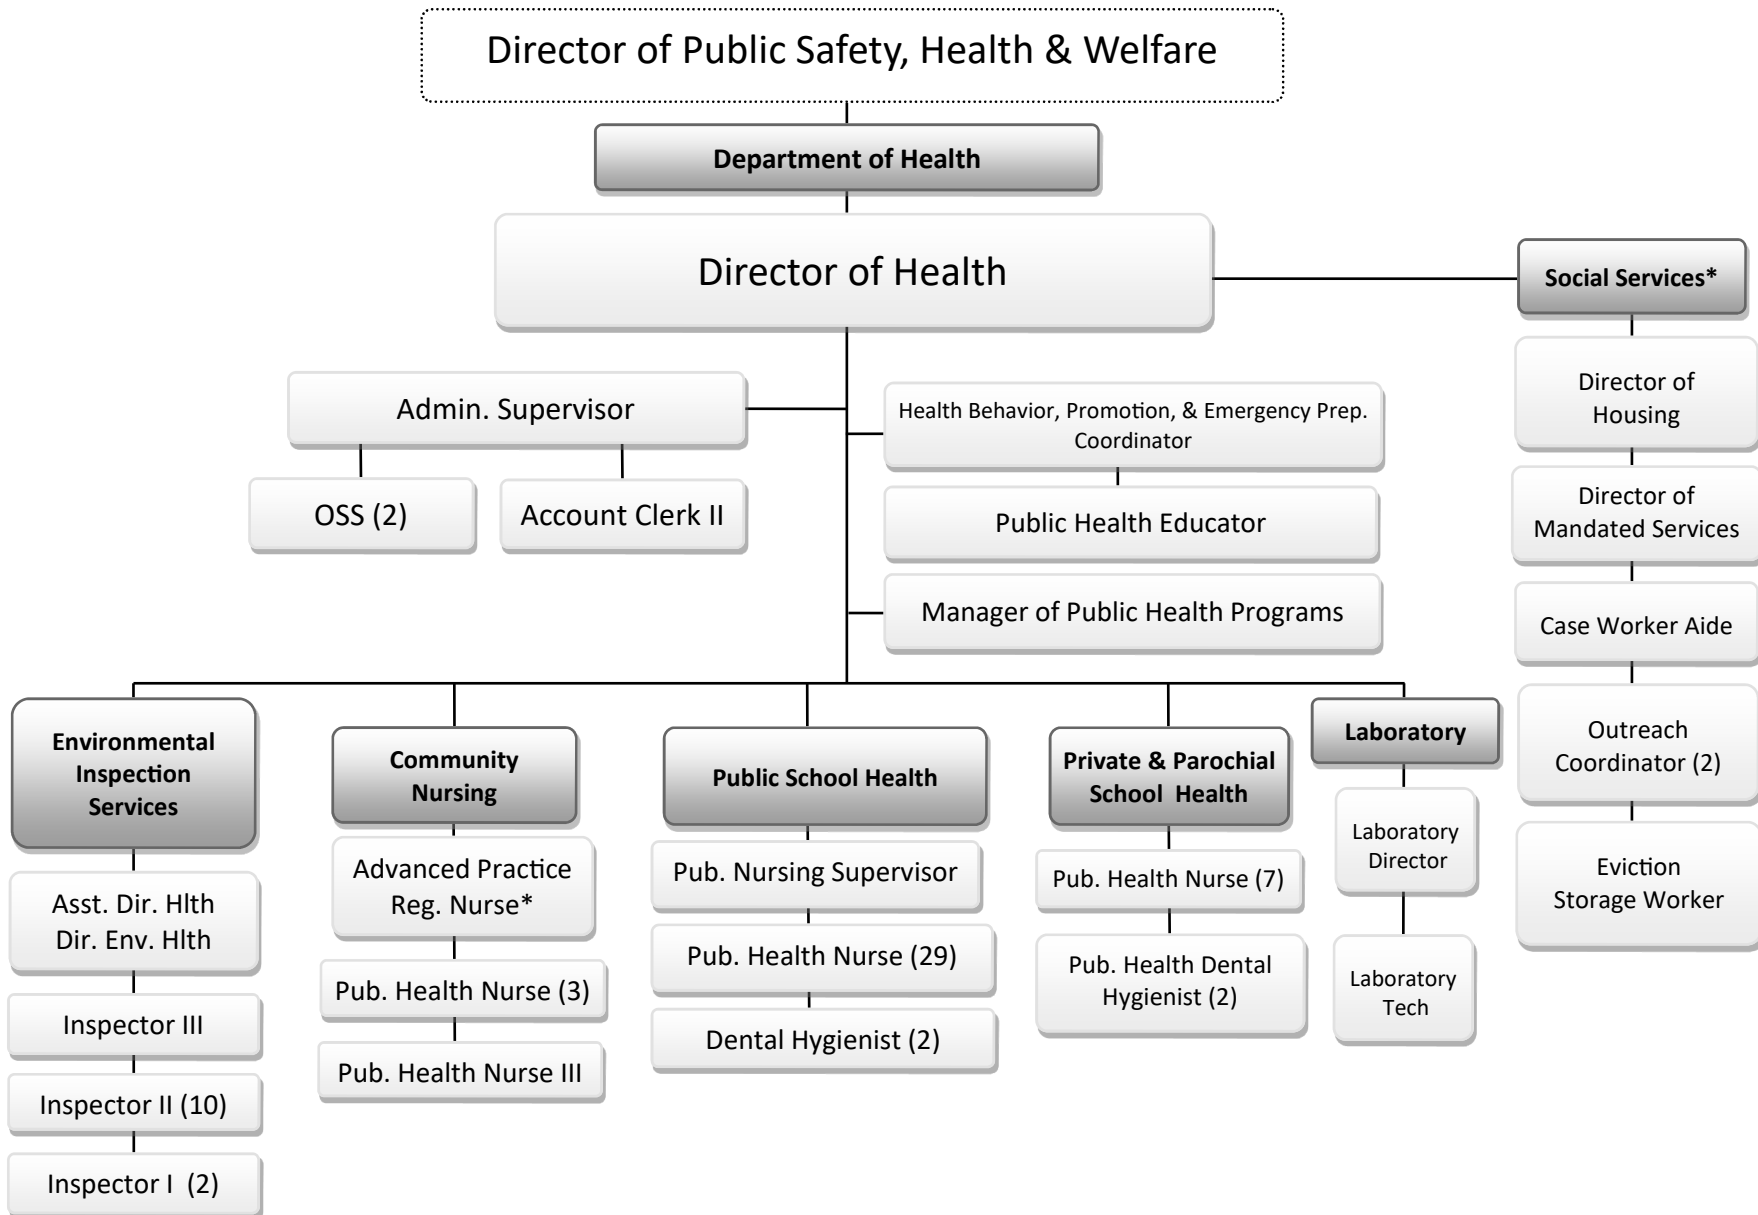 Director of Public Safety, Health & Welfare
Department of Health
Director of Health
Social Services*
Director of
Housing
Director of
Mandated Services
Case Worker Aide
Outreach
Coordinator (2)
Eviction
Storage Worker
Admin. Supervisor
OSS (2)
Account Clerk II
Health Behavior, Promotion, & Emergency Prep.
Coordinator
Public Health Educator
Manager of Public Health Programs
Environmental
Inspection
Services
Asst. Dir. Hlth
Dir. Env. Hlth
Inspector III
Inspector II (10)
Inspector I (2)
Community
Nursing
Advanced Practice
Reg. Nurse*
Pub. Health Nurse (3)
Pub. Health Nurse III
Public School Health
Pub. Nursing Supervisor
Pub. Health Nurse (29)
Dental Hygienist (2)
Private & Parochial
School Health
Pub. Health Nurse (7)
Pub. Health Dental
Hygienist (2)
Laboratory
Laboratory
Director
Laboratory
Tech